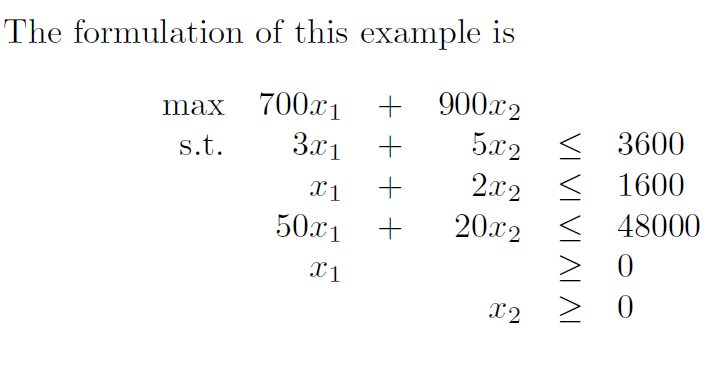 The formulation of this example is
max 700x₁ + 900x₂
s.t. 3x₁ + 5x₂ ≤ 3600
x₁ + 2x₂ ≤ 1600
50x₁ + 20x₂ ≤ 48000
x₁ ≥ 0
x₂ ≥ 0